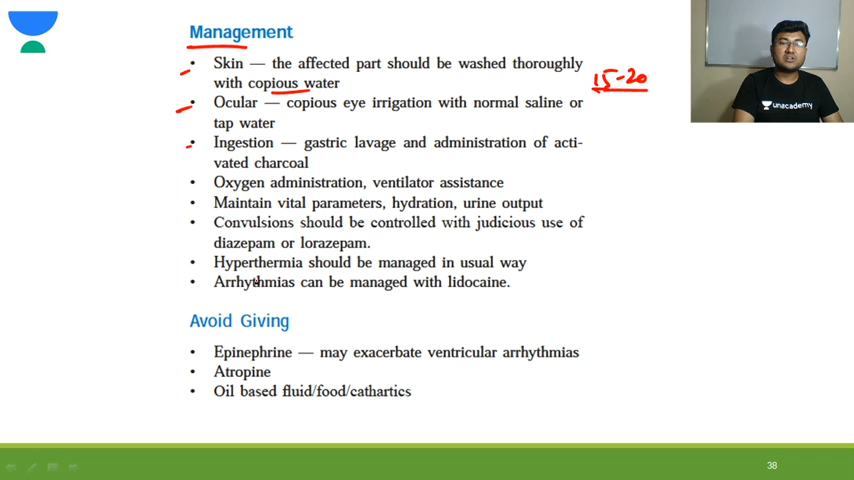 Management
• Skin — the affected part should be washed thoroughly
with copious water
15-20
• Ocular — copious eye irrigation with normal saline or
tap water
• Ingestion — gastric lavage and administration of acti-
vated charcoal
• Oxygen administration, ventilator assistance
• Maintain vital parameters, hydration, urine output
• Convulsions should be controlled with judicious use of
diazepam or lorazepam.
• Hyperthermia should be managed in usual way
• Arrhythmias can be managed with lidocaine.
Avoid Giving
• Epinephrine — may exacerbate ventricular arrhythmias
• Atropine
• Oil based fluid/food/cathartics
unacademy
38